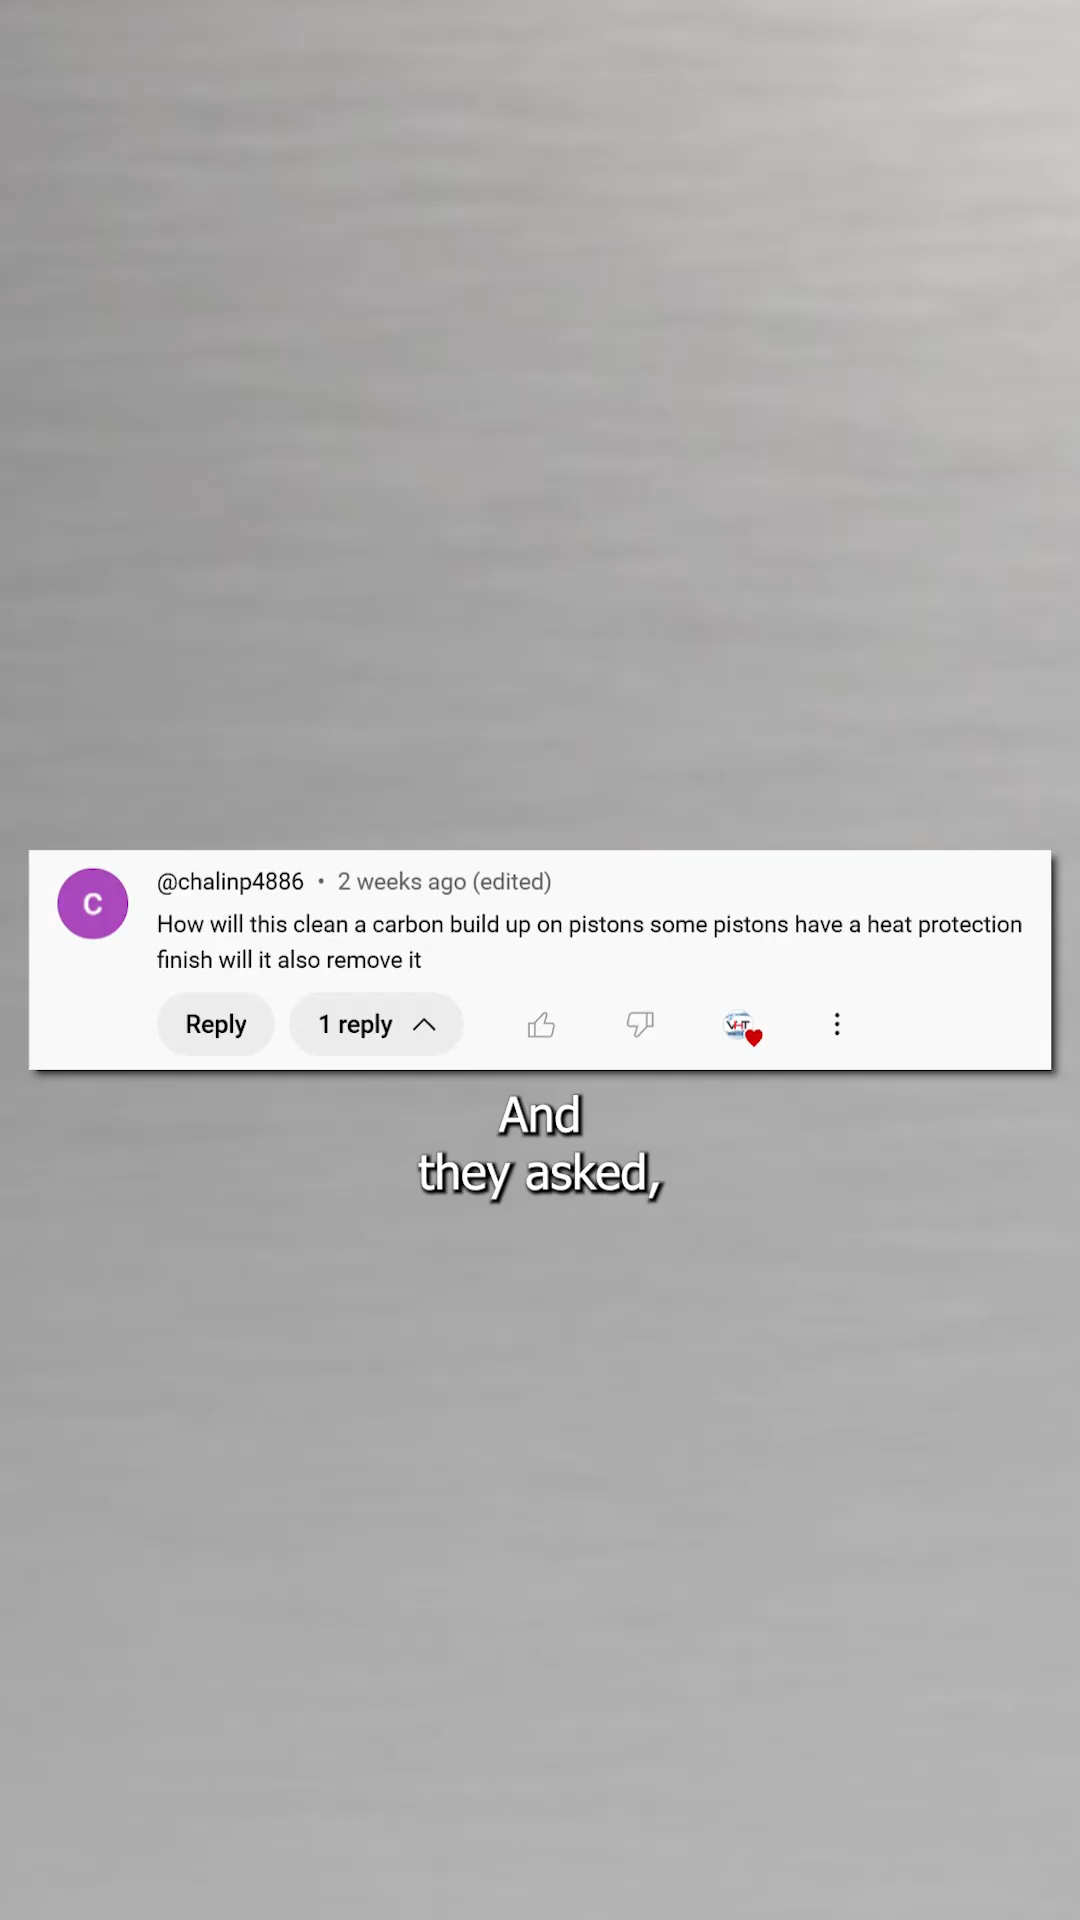 C
@chalinp4886 • 2 weeks ago (edited)
How will this clean a carbon build up on pistons some pistons have a heat protection
finish will it also remove it
Reply
1 reply
VHT
And
they asked,